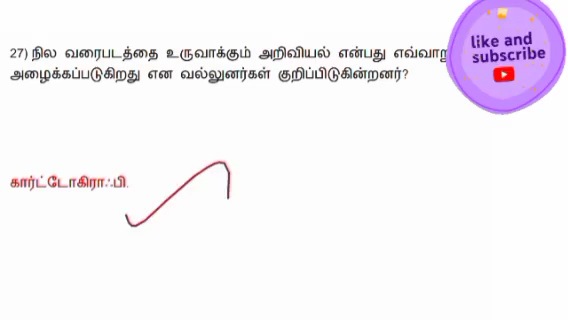 27) நில வரைபடத்தை உருவாக்கும் அறிவியல் என்பது
அழைக்கப்படுகிறது என வல்லுனர்கள் குறிப்பிடுகின்றனர்?
like and
subscribe
கார்ட்டோகிராஃபி.